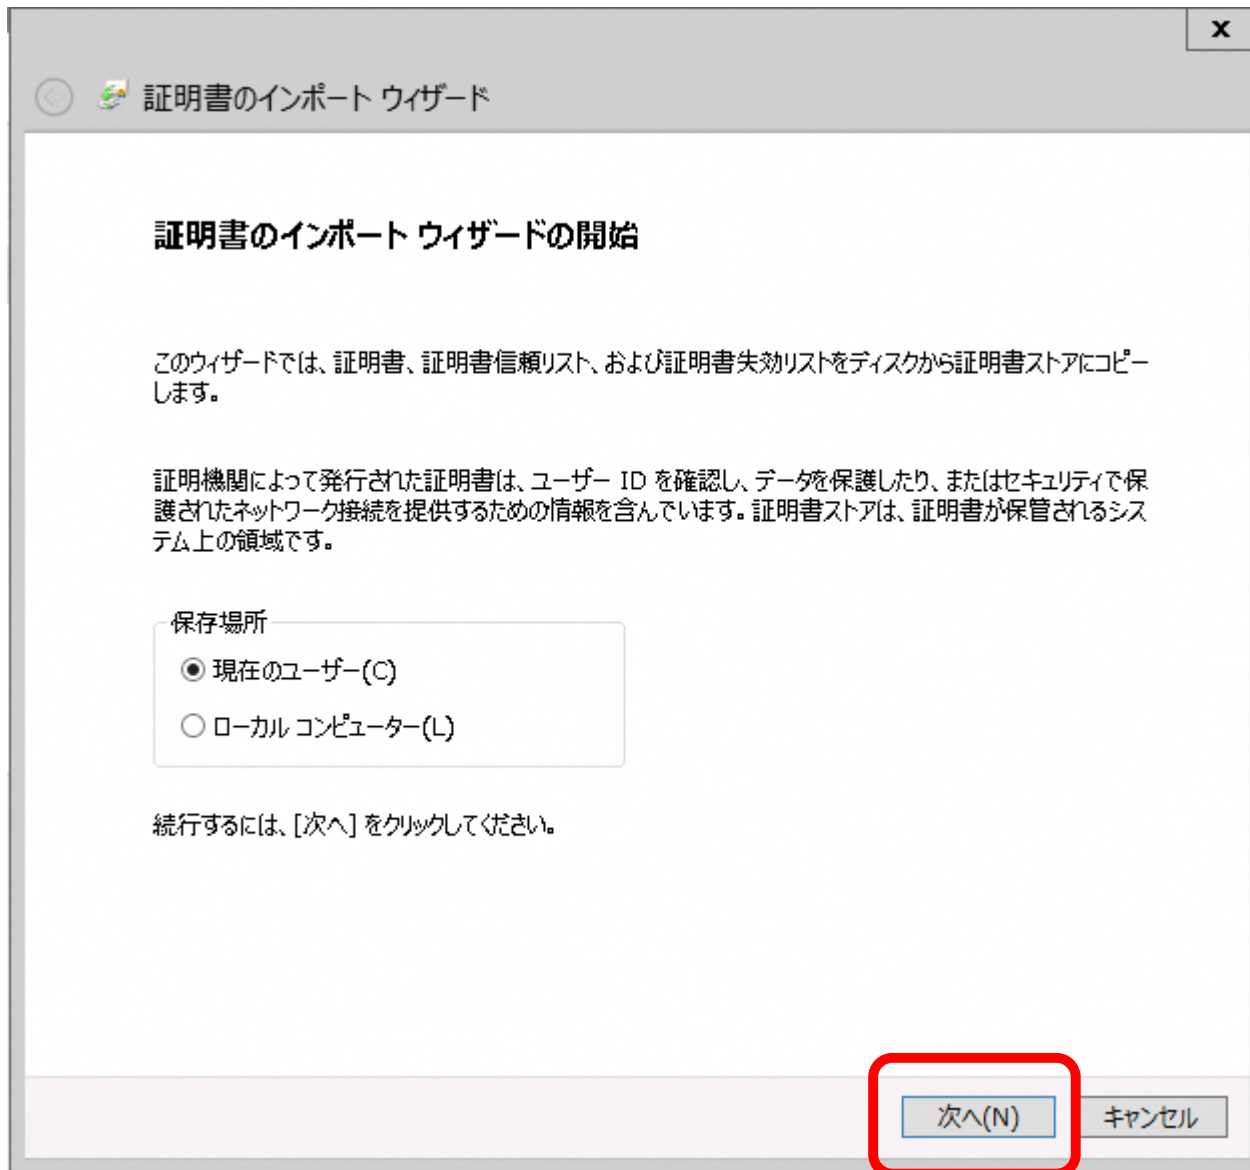 x
証明書のインポート ウィザード
証明書のインポート ウィザードの開始
このウィザードでは、証明書、証明書信頼リスト、および証明書失効リストをディスクから証明書ストアにコピー
します。
証明機関によって発行された証明書は、ユーザー ID を確認し、データを保護したり、またはセキュリティで保
護されたネットワーク接続を提供するための情報を含んでいます。証明書ストアは、証明書が保管されるシス
テム上の領域です。
保存場所
現在のユーザー(C)
ローカル コンピューター(L)
続行するには、[次へ] をクリックしてください。
次へ(N) キャンセル